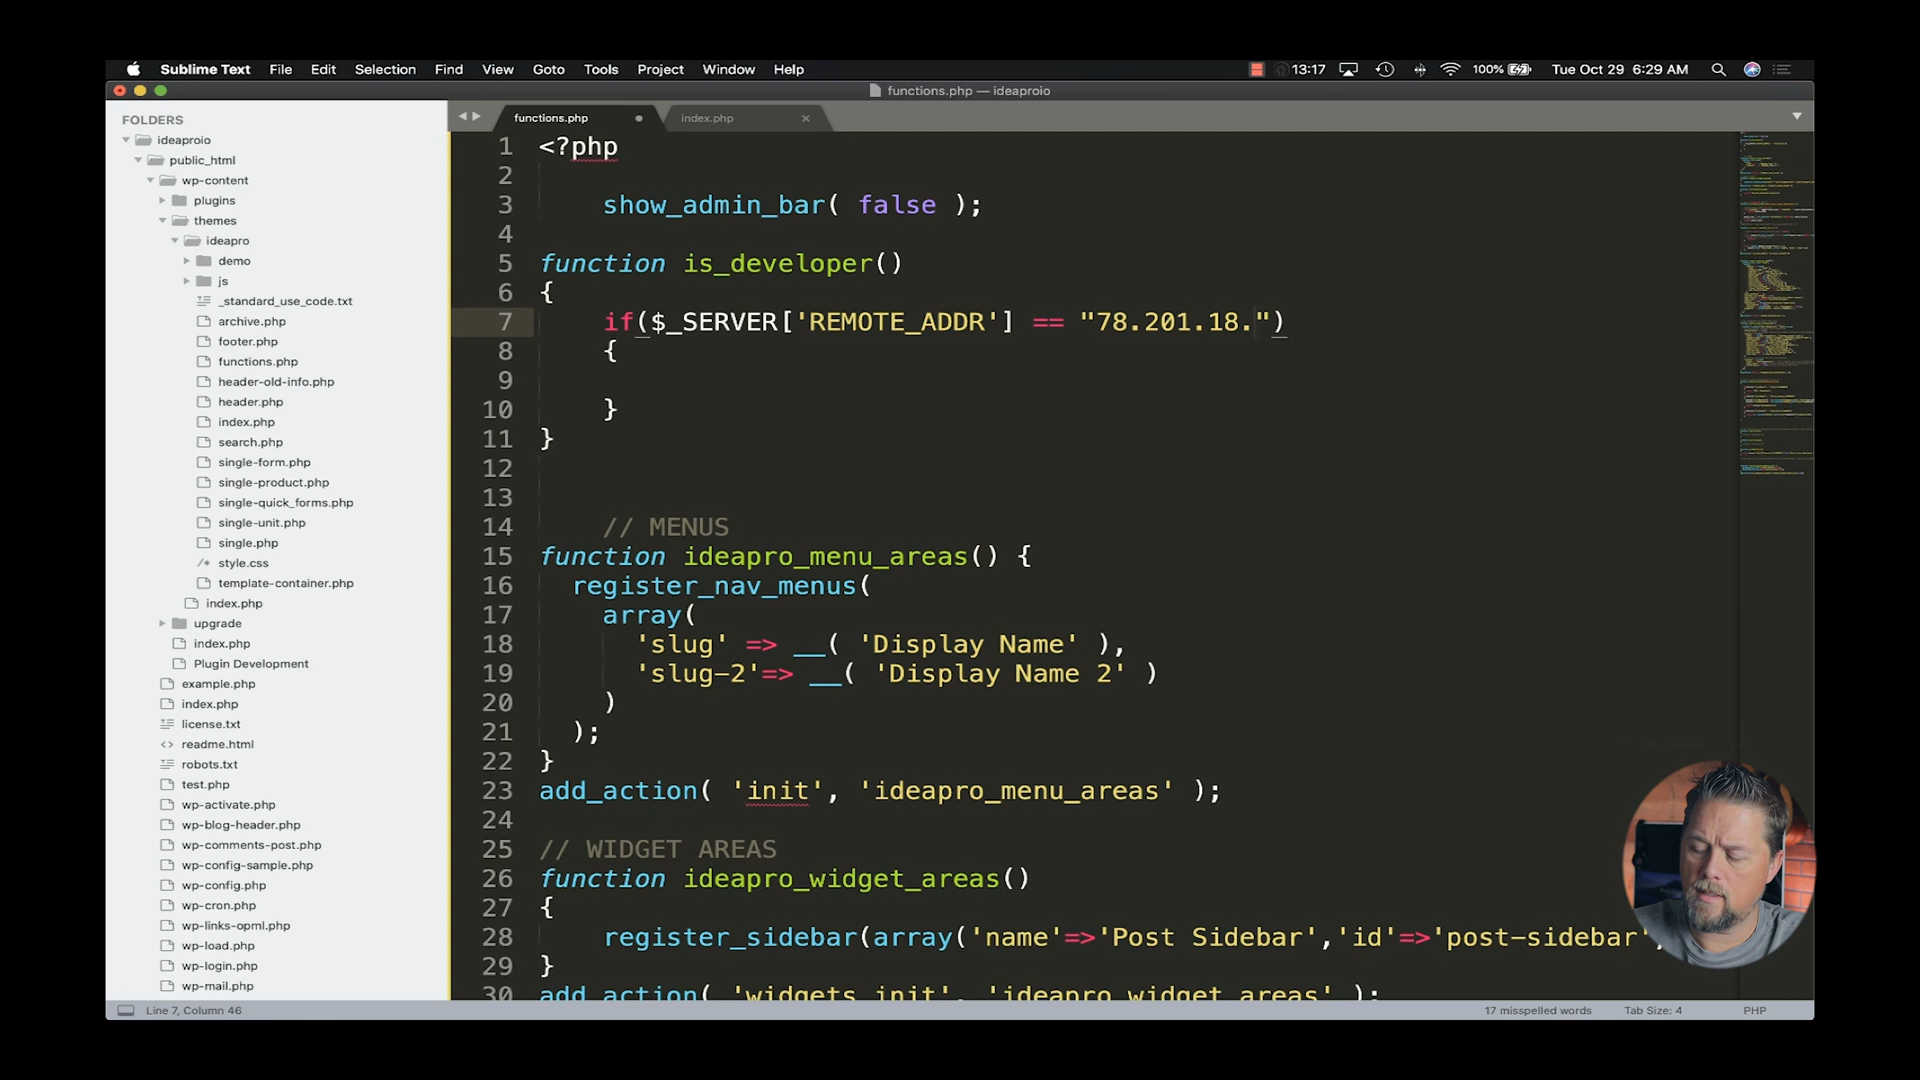 Sublime Text File Edit Selection Find View Goto Tools Project Window Help 13:17 100% Tue Oct 29 6:29 AM
functions.php — ideaproio
FOLDERS
ideaproio
public_html
wp-content
plugins
themes
ideapro
demo
js
_standard_use_code.txt
archive.php
footer.php
functions.php
header-old-info.php
header.php
index.php
search.php
single-form.php
single-product.php
single-quick_forms.php
single-unit.php
single.php
/* style.css
template-container.php
index.php
upgrade
index.php
Plugin Development
example.php
index.php
license.txt
<> readme.html
robots.txt
test.php
wp-activate.php
wp-blog-header.php
wp-comments-post.php
wp-config-sample.php
wp-config.php
wp-cron.php
wp-links-opml.php
wp-load.php
wp-login.php
wp-mail.php
functions.php index.php
1 <?php
2
3 show_admin_bar( false );
4
5 function is_developer()
6 {
7 if($_SERVER['REMOTE_ADDR'] == "78.201.18.")
8 {
9
10 }
11 }
12
13
14 // MENUS
15 function ideapro_menu_areas() {
16 register_nav_menus(
17 array(
18 'slug' => __( 'Display Name' ),
19 'slug-2'=> __( 'Display Name 2' )
20 )
21 );
22 }
23 add_action( 'init', 'ideapro_menu_areas' );
24
25 // WIDGET AREAS
26 function ideapro_widget_areas()
27 {
28 register_sidebar(array('name'=>'Post Sidebar','id'=>'post-sidebar',
29 }
30 add_action( 'widgets_init', 'ideapro_widget_areas' );
Line 7, Column 46 17 misspelled words Tab Size: 4 PHP